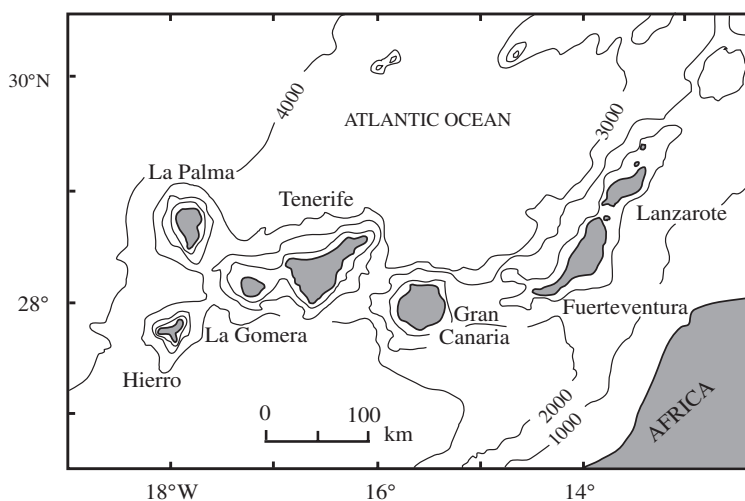 30°N
4000
ATLANTIC OCEAN
3000
La Palma
Tenerife
Lanzarote
28°
Fuerteventura
Gran
Canaria
La Gomera
Hierro
0
100
km
2000
1000
AFRICA
18°W
16°
14°